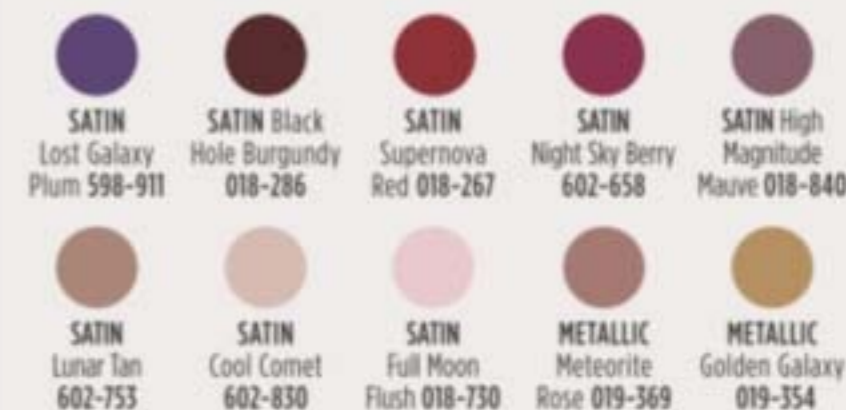 SATIN
Lost Galaxy
Plum 598-911
SATIN Black
Hole Burgundy
018-286
SATIN
Supernova
Red 018-267
SATIN
Night Sky Berry
602-658
SATIN High
Magnitude
Mauve 018-840
SATIN
Lunar Tan
602-753
SATIN
Cool Comet
602-830
SATIN
Full Moon
Flush 018-730
METALLIC
Meteorite
Rose 019-369
METALLIC
Golden Galaxy
019-354